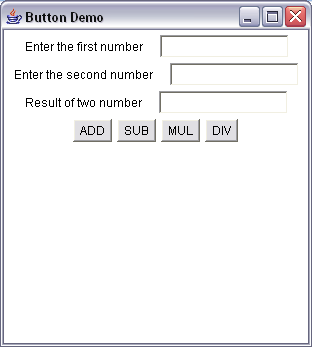 Button Demo
Enter the first number
Enter the second number
Result of two number
ADD SUB MUL DIV